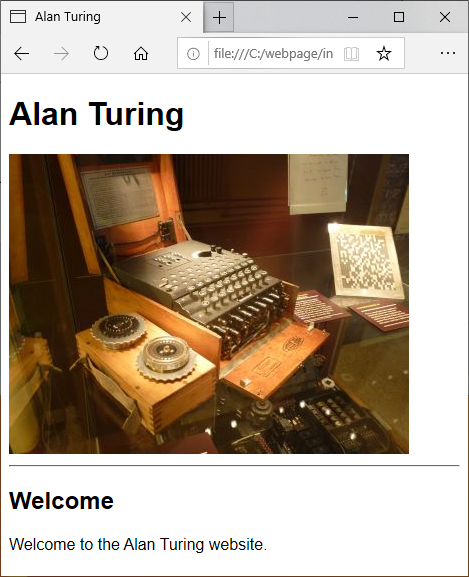 Alan Turing
file:///C:/webpage/in
Alan Turing
Welcome
Welcome to the Alan Turing website.